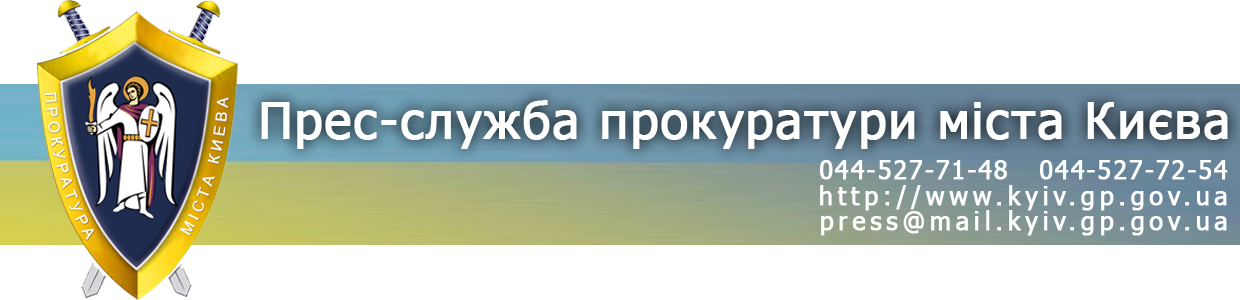 ПРОКУРАТУРА МІСТА КИЄВА
Прес-служба прокуратури міста Києва
044-527-71-48 044-527-72-54
http://www.kyiv.gp.gov.ua
press@mail.kyiv.gp.gov.ua